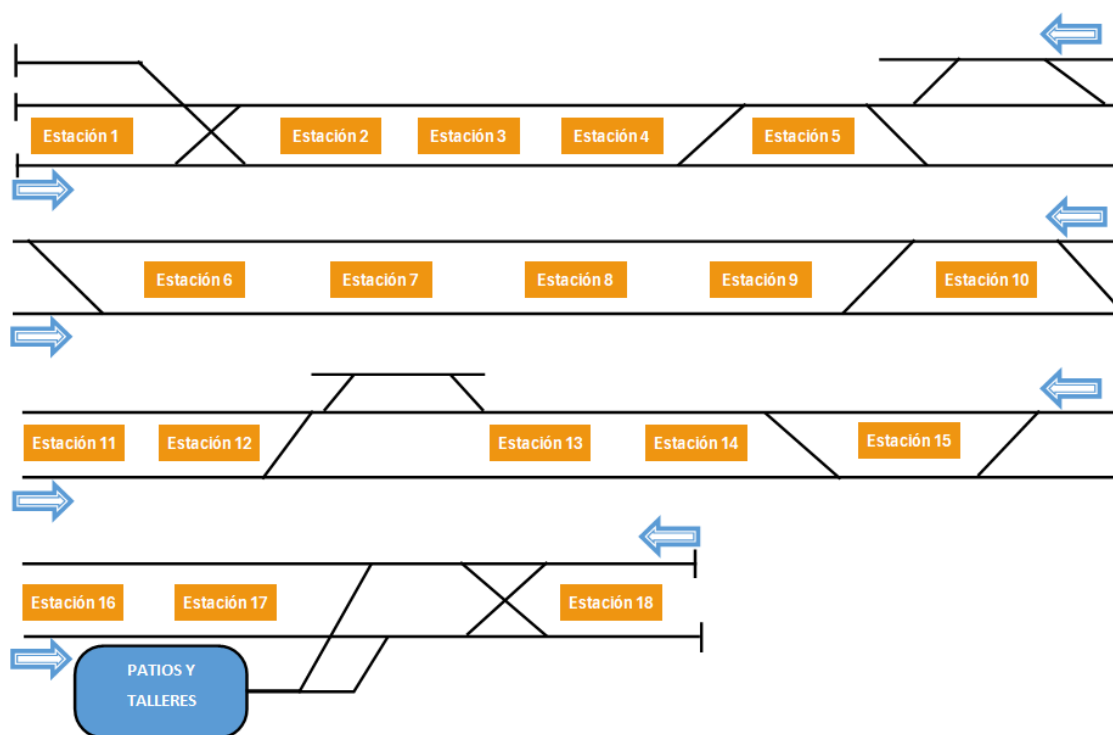 Estación 1
Estación 2
Estación 3
Estación 4
Estación 5
Estación 6
Estación 7
Estación 8
Estación 9
Estación 10
Estación 11
Estación 12
Estación 13
Estación 14
Estación 15
Estación 16
Estación 17
Estación 18
PATIOS Y
TALLERES